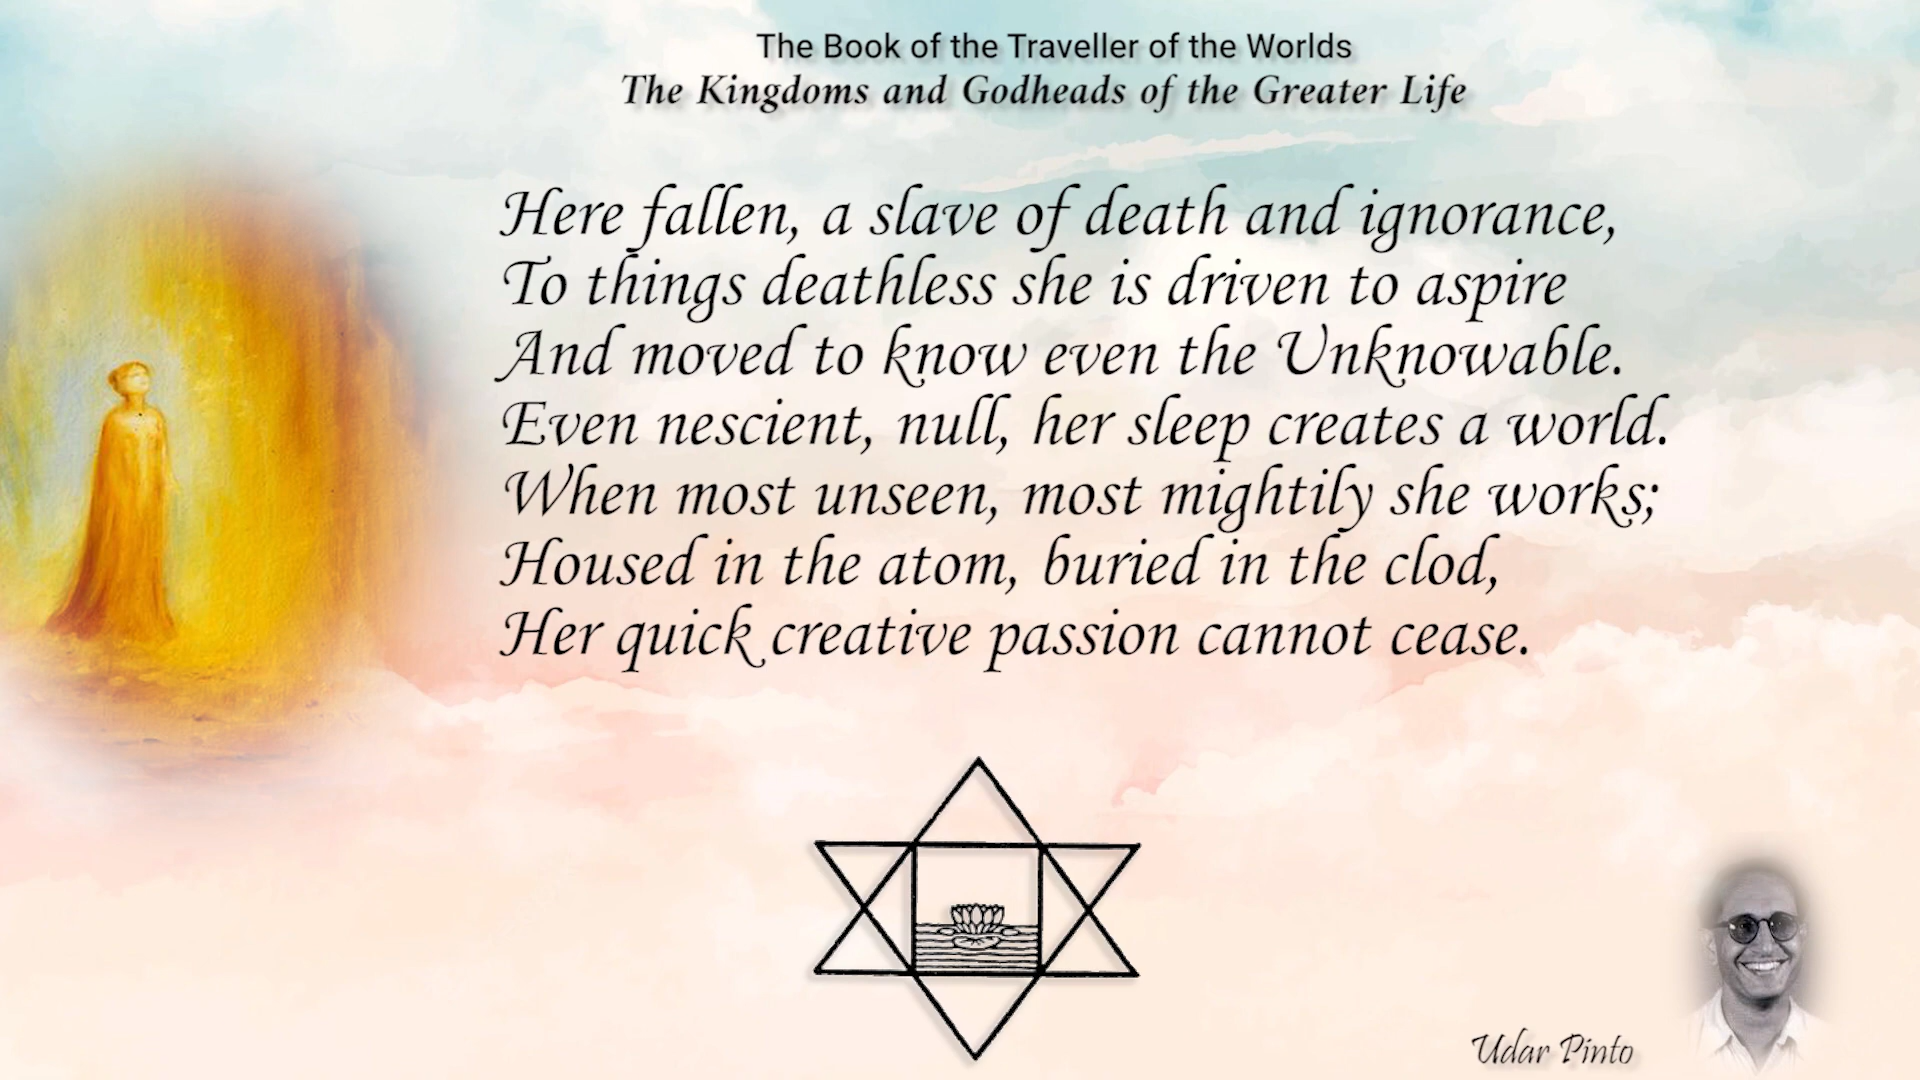 The Book of the Traveller of the Worlds
The Kingdoms and Godheads of the Greater Life
Here fallen, a slave of death and ignorance,
To things deathless she is driven to aspire
And moved to know even the Unknowable.
Even nescient, null, her sleep creates a world.
When most unseen, most mightily she works;
Housed in the atom, buried in the clod,
Her quick creative passion cannot cease.
Udar Pinto